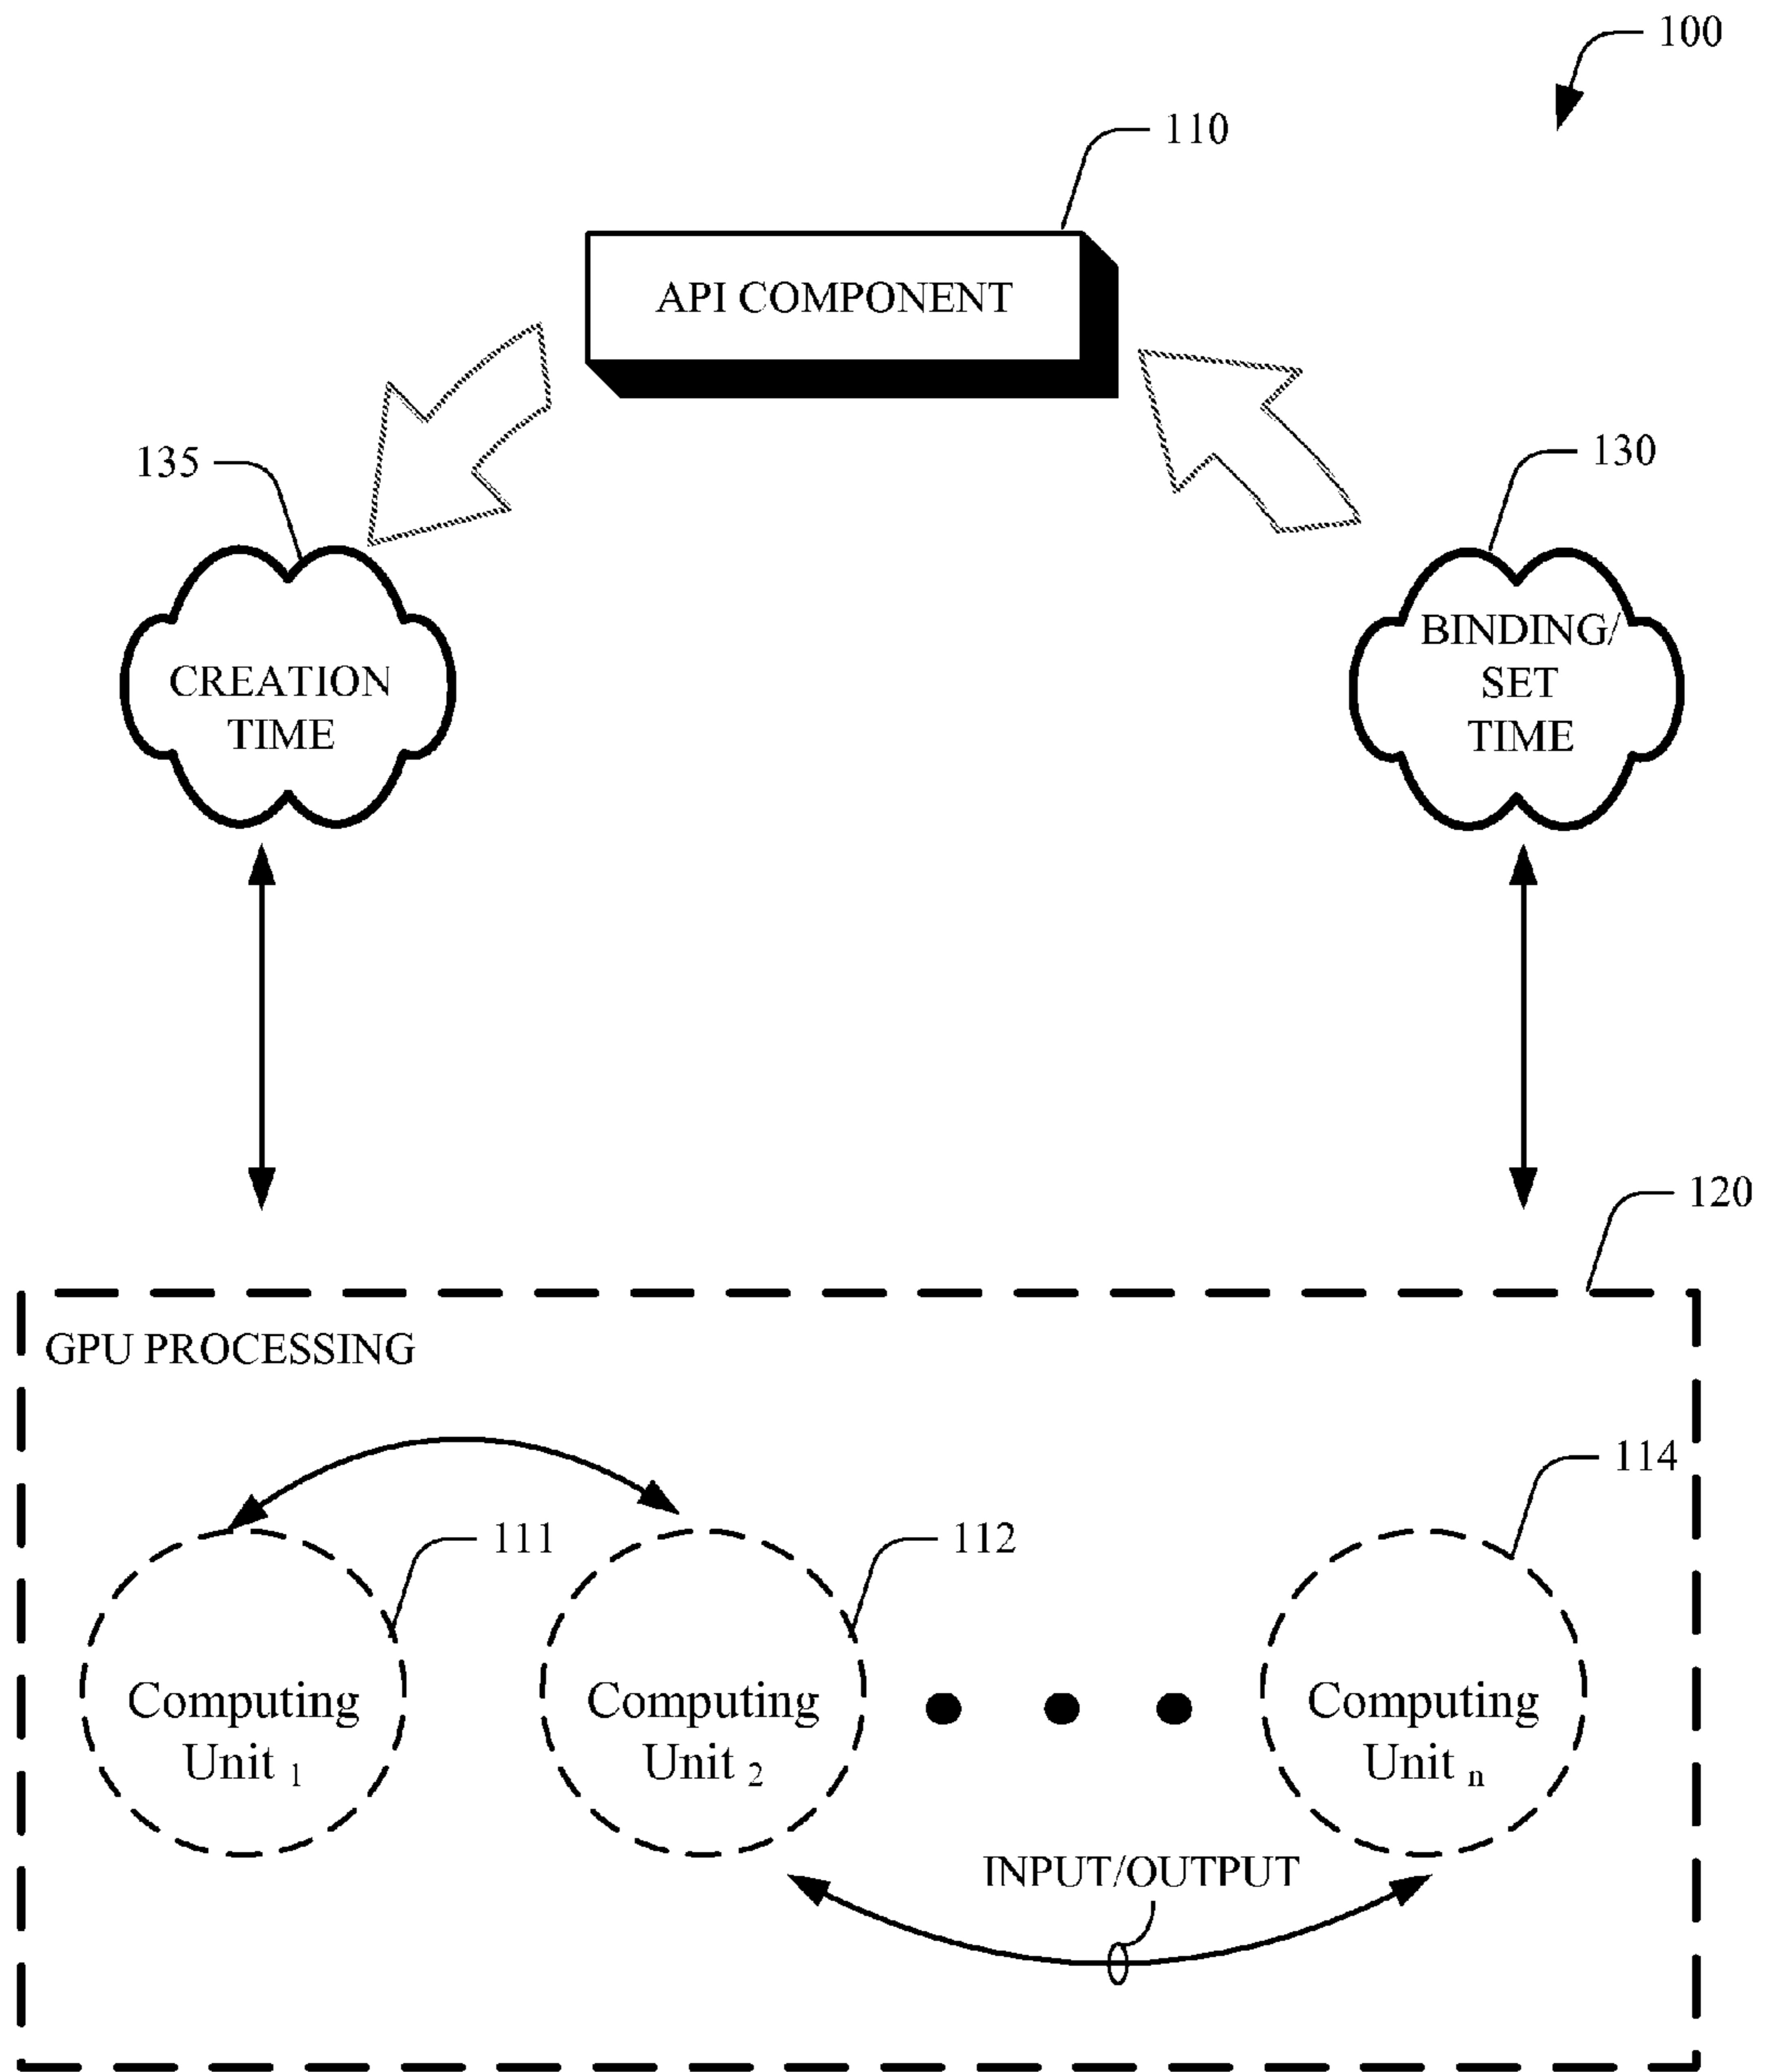 100
110
API COMPONENT
135
130
CREATION
TIME
BINDING/
SET
TIME
120
GPU PROCESSING
114
111
112
Computing
Unit 1
Computing
Unit 2
Computing
Unit n
INPUT/OUTPUT